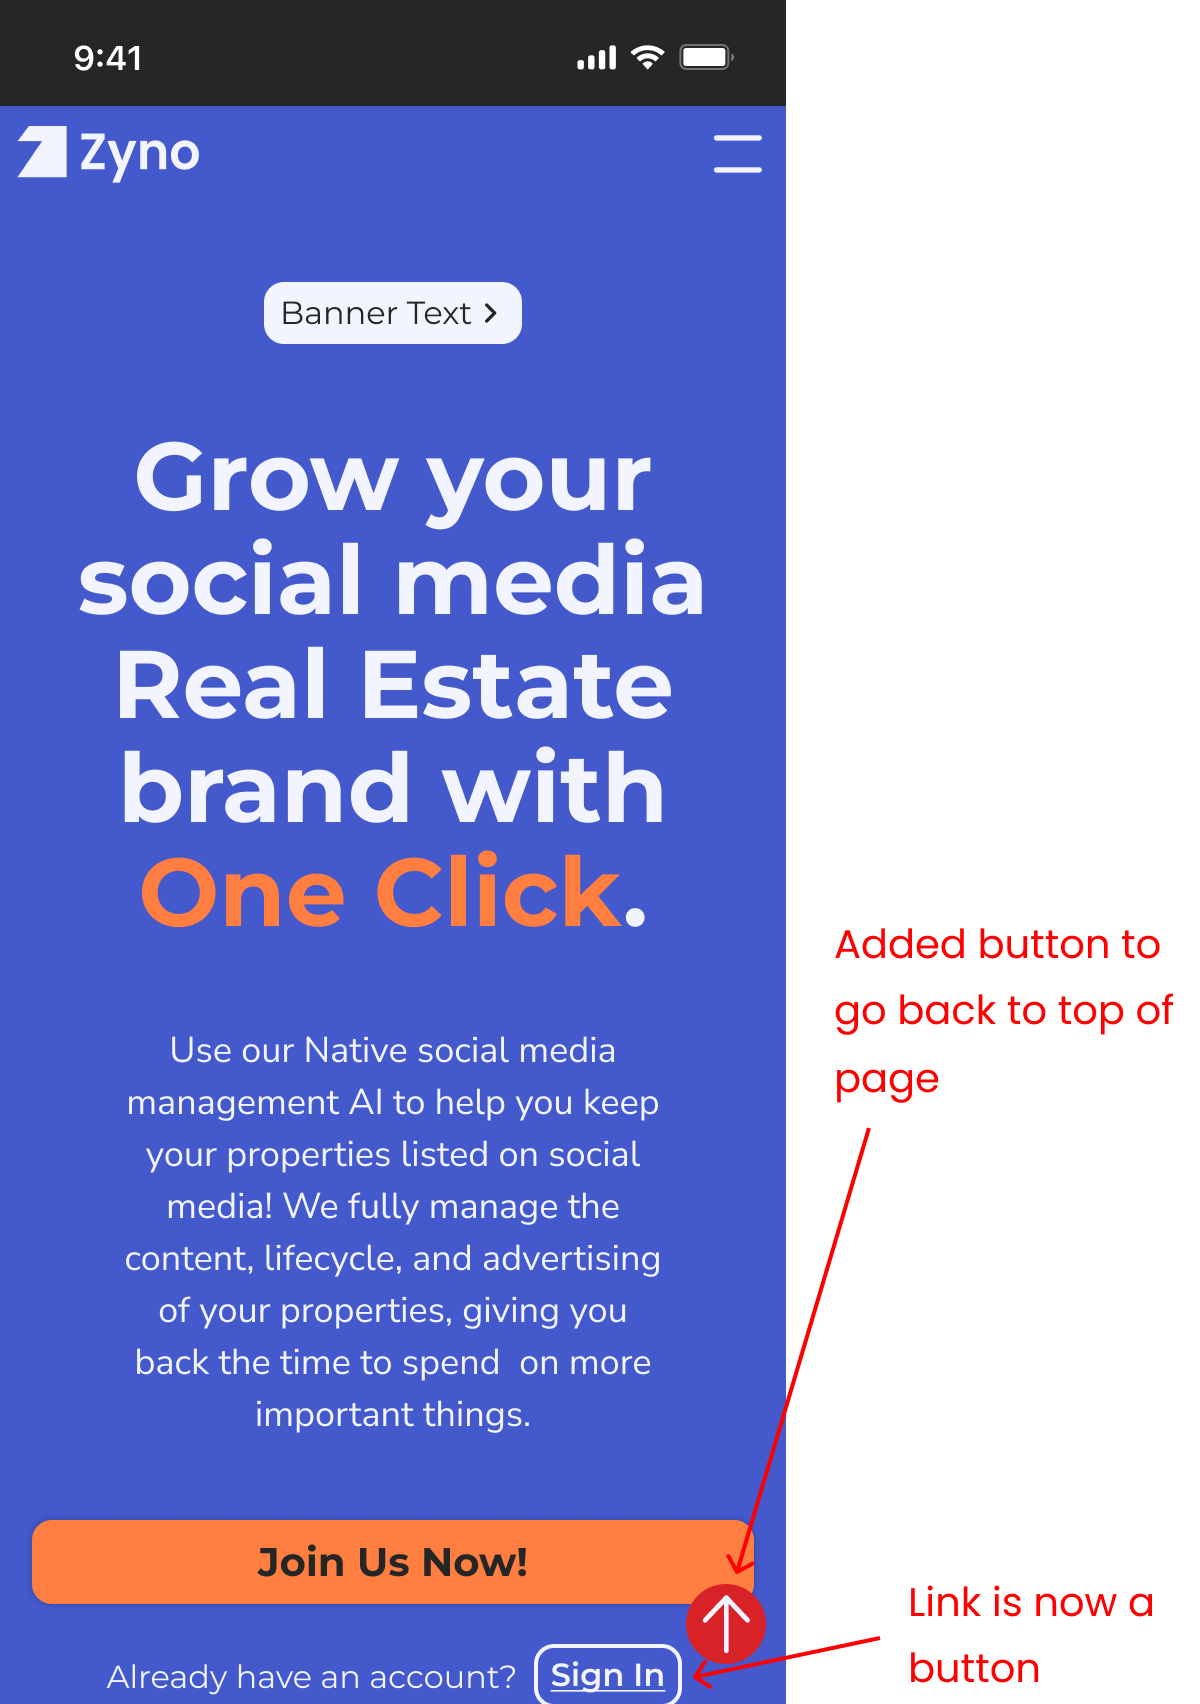 9:41
Zyno
Banner Text
Grow your
social media
Real Estate
brand with
One Click.
Added button to
go back to top of
page
Use our Native social media
management AI to help you keep
your properties listed on social
media! We fully manage the
content, lifecycle, and advertising
of your properties, giving you
back the time to spend  on more
important things.
Join Us Now!
Link is now a
button
Already have an account? Sign In